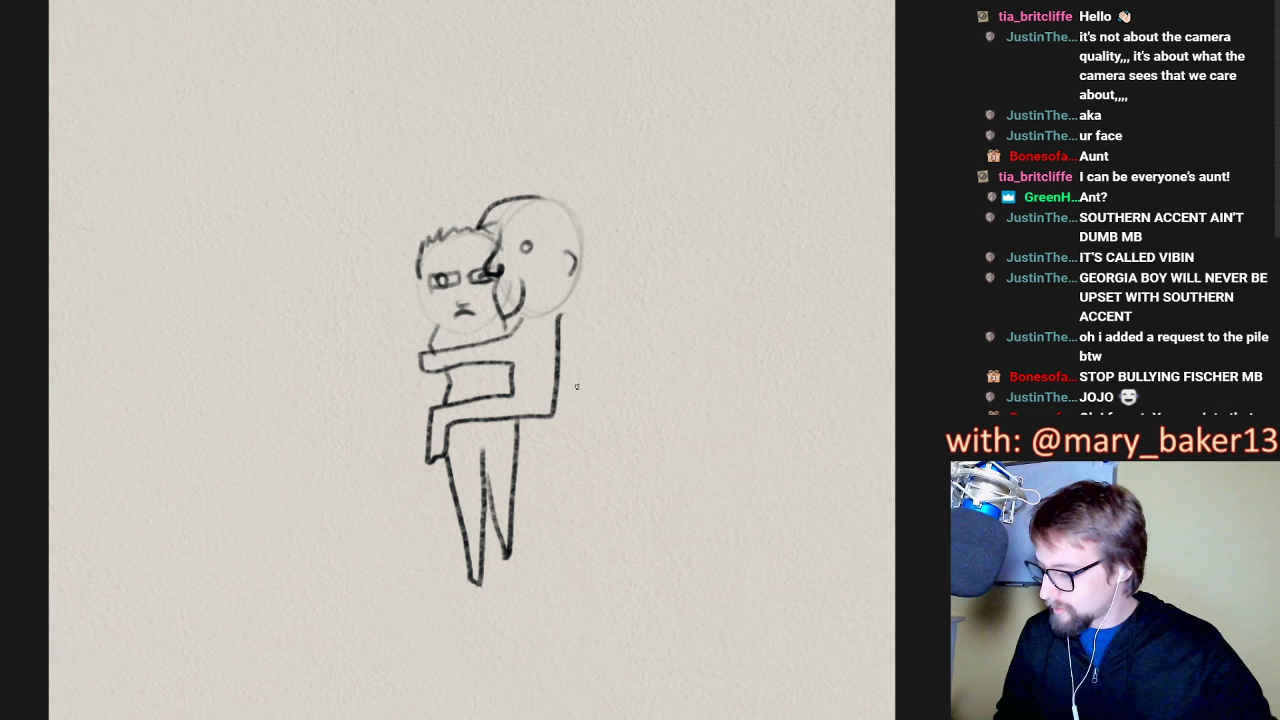 tia_britcliffe Hello
JustinThe... it's not about the camera
quality,,, it's about what the
camera sees that we care
about,,,,
JustinThe... aka
JustinThe... ur face
Bonesofa... Aunt
tia_britcliffe I can be everyone's aunt!
GreenH... Ant?
JustinThe... SOUTHERN ACCENT AIN'T
DUMB MB
JustinThe... IT'S CALLED VIBIN
JustinThe... GEORGIA BOY WILL NEVER BE
UPSET WITH SOUTHERN
ACCENT
JustinThe... oh i added a request to the pile
btw
Bonesofa... STOP BULLYING FISCHER MB
JustinThe... JOJO
with: @mary_baker13